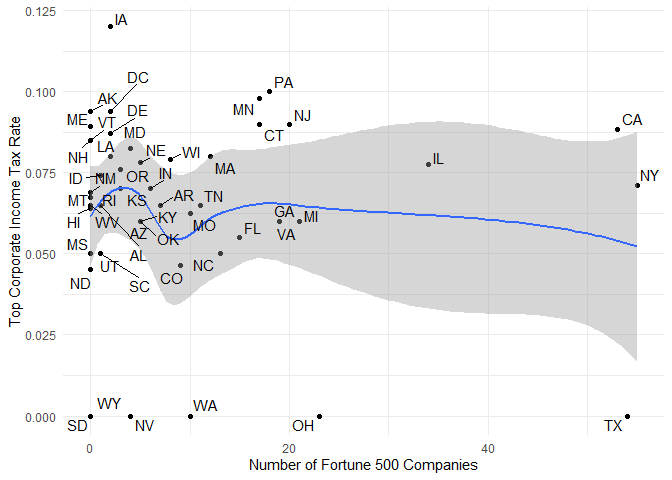 0.125
IA
DC
0.100
AK
PA
DE
ME
VT
MN
NJ
CA
MD
CT
LA
NE
WI
NH
MA
IL
0.075
ID
NM
OR
IN
NY
MT
RI
KS
AR
TN
HI
WV
KY
MO
GA
MI
AZ
OK
FL
VA
MS
AL
0.050
UT
CO
NC
ND
SC
0.025
WY
WA
0.000
SD
NV
OH
TX
0
20
40
Number of Fortune 500 Companies
Top Corporate Income Tax Rate